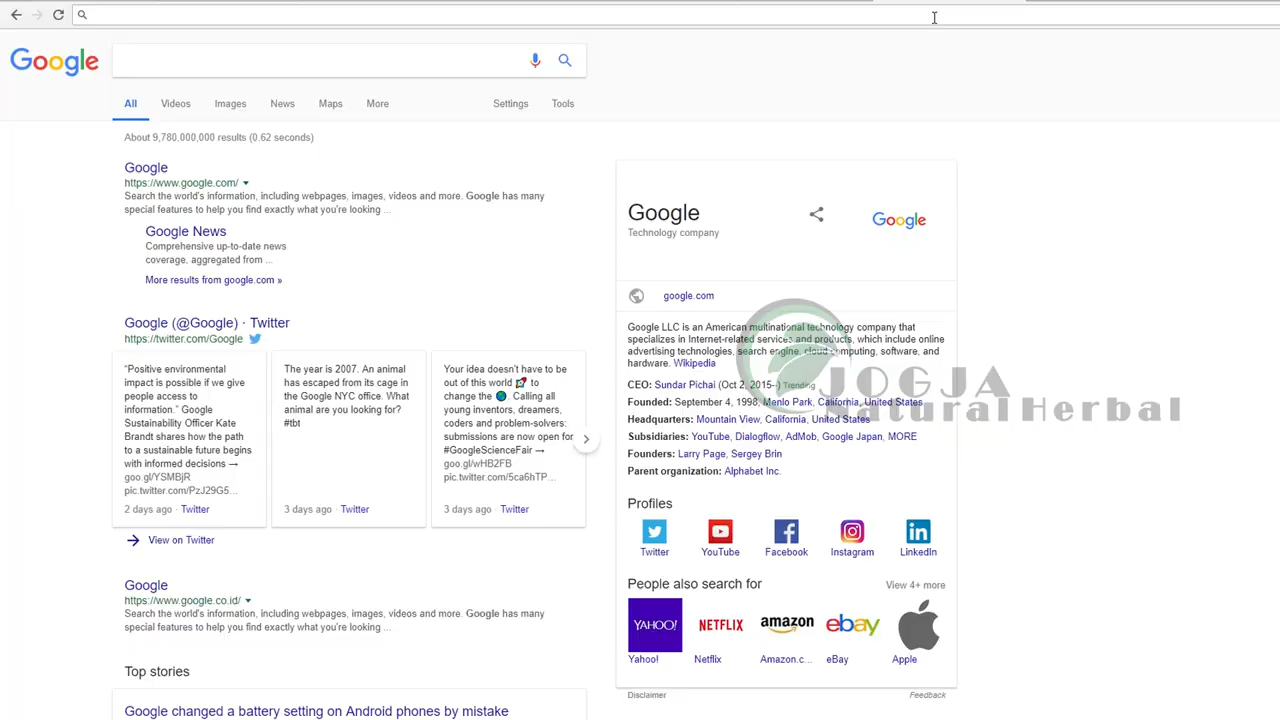 Google
All Videos Images News Maps More Settings Tools
About 9,780,000,000 results (0.62 seconds)
Google
https://www.google.com/
Search the world's information, including webpages, images, videos and more. Google has many
special features to help you find exactly what you're looking ...
Google News
Comprehensive up-to-date news
coverage, aggregated from ...
More results from google.com »
Google (@Google) · Twitter
https://twitter.com/Google
“Positive environmental
impact is possible if we give
people access to
information.” Google
Sustainability Officer Kate
Brandt shares how the path
to a sustainable future begins
with informed decisions →
goo.gl/YSMBjR
pic.twitter.com/PzJ29G5...
2 days ago · Twitter
The year is 2007. An animal
has escaped from its cage in
the Google NYC office. What
animal are you looking for?
#tbt
3 days ago · Twitter
Your idea doesn't have to be
out of this world 🚀 to
change the 🌎. Calling all
young inventors, dreamers,
coders and problem-solvers:
submissions are now open for
#GoogleScienceFair →
goo.gl/wHB2FB
pic.twitter.com/5ca6hTP...
3 days ago · Twitter
View on Twitter
Google
https://www.google.co.id/
Search the world's information, including webpages, images, videos and more. Google has many
special features to help you find exactly what you're looking ...
Top stories
Google changed a battery setting on Android phones by mistake
Google
Technology company
Google
google.com
Google LLC is an American multinational technology company that
specializes in Internet-related services and products, which include online
advertising technologies, search engine, cloud computing, software, and
hardware. Wikipedia
CEO: Sundar Pichai (Oct 2, 2015–) Trending
Founded: September 4, 1998, Menlo Park, California, United States
Headquarters: Mountain View, California, United States
Subsidiaries: YouTube, Dialogflow, AdMob, Google Japan, MORE
Founders: Larry Page, Sergey Brin
Parent organization: Alphabet Inc.
JOGJA
Natural Herbal
Profiles
Twitter YouTube Facebook Instagram LinkedIn
People also search for View 4+ more
YAHOO! NETFLIX amazon ebay
Yahoo! Netflix Amazon.c... eBay Apple
Disclaimer Feedback